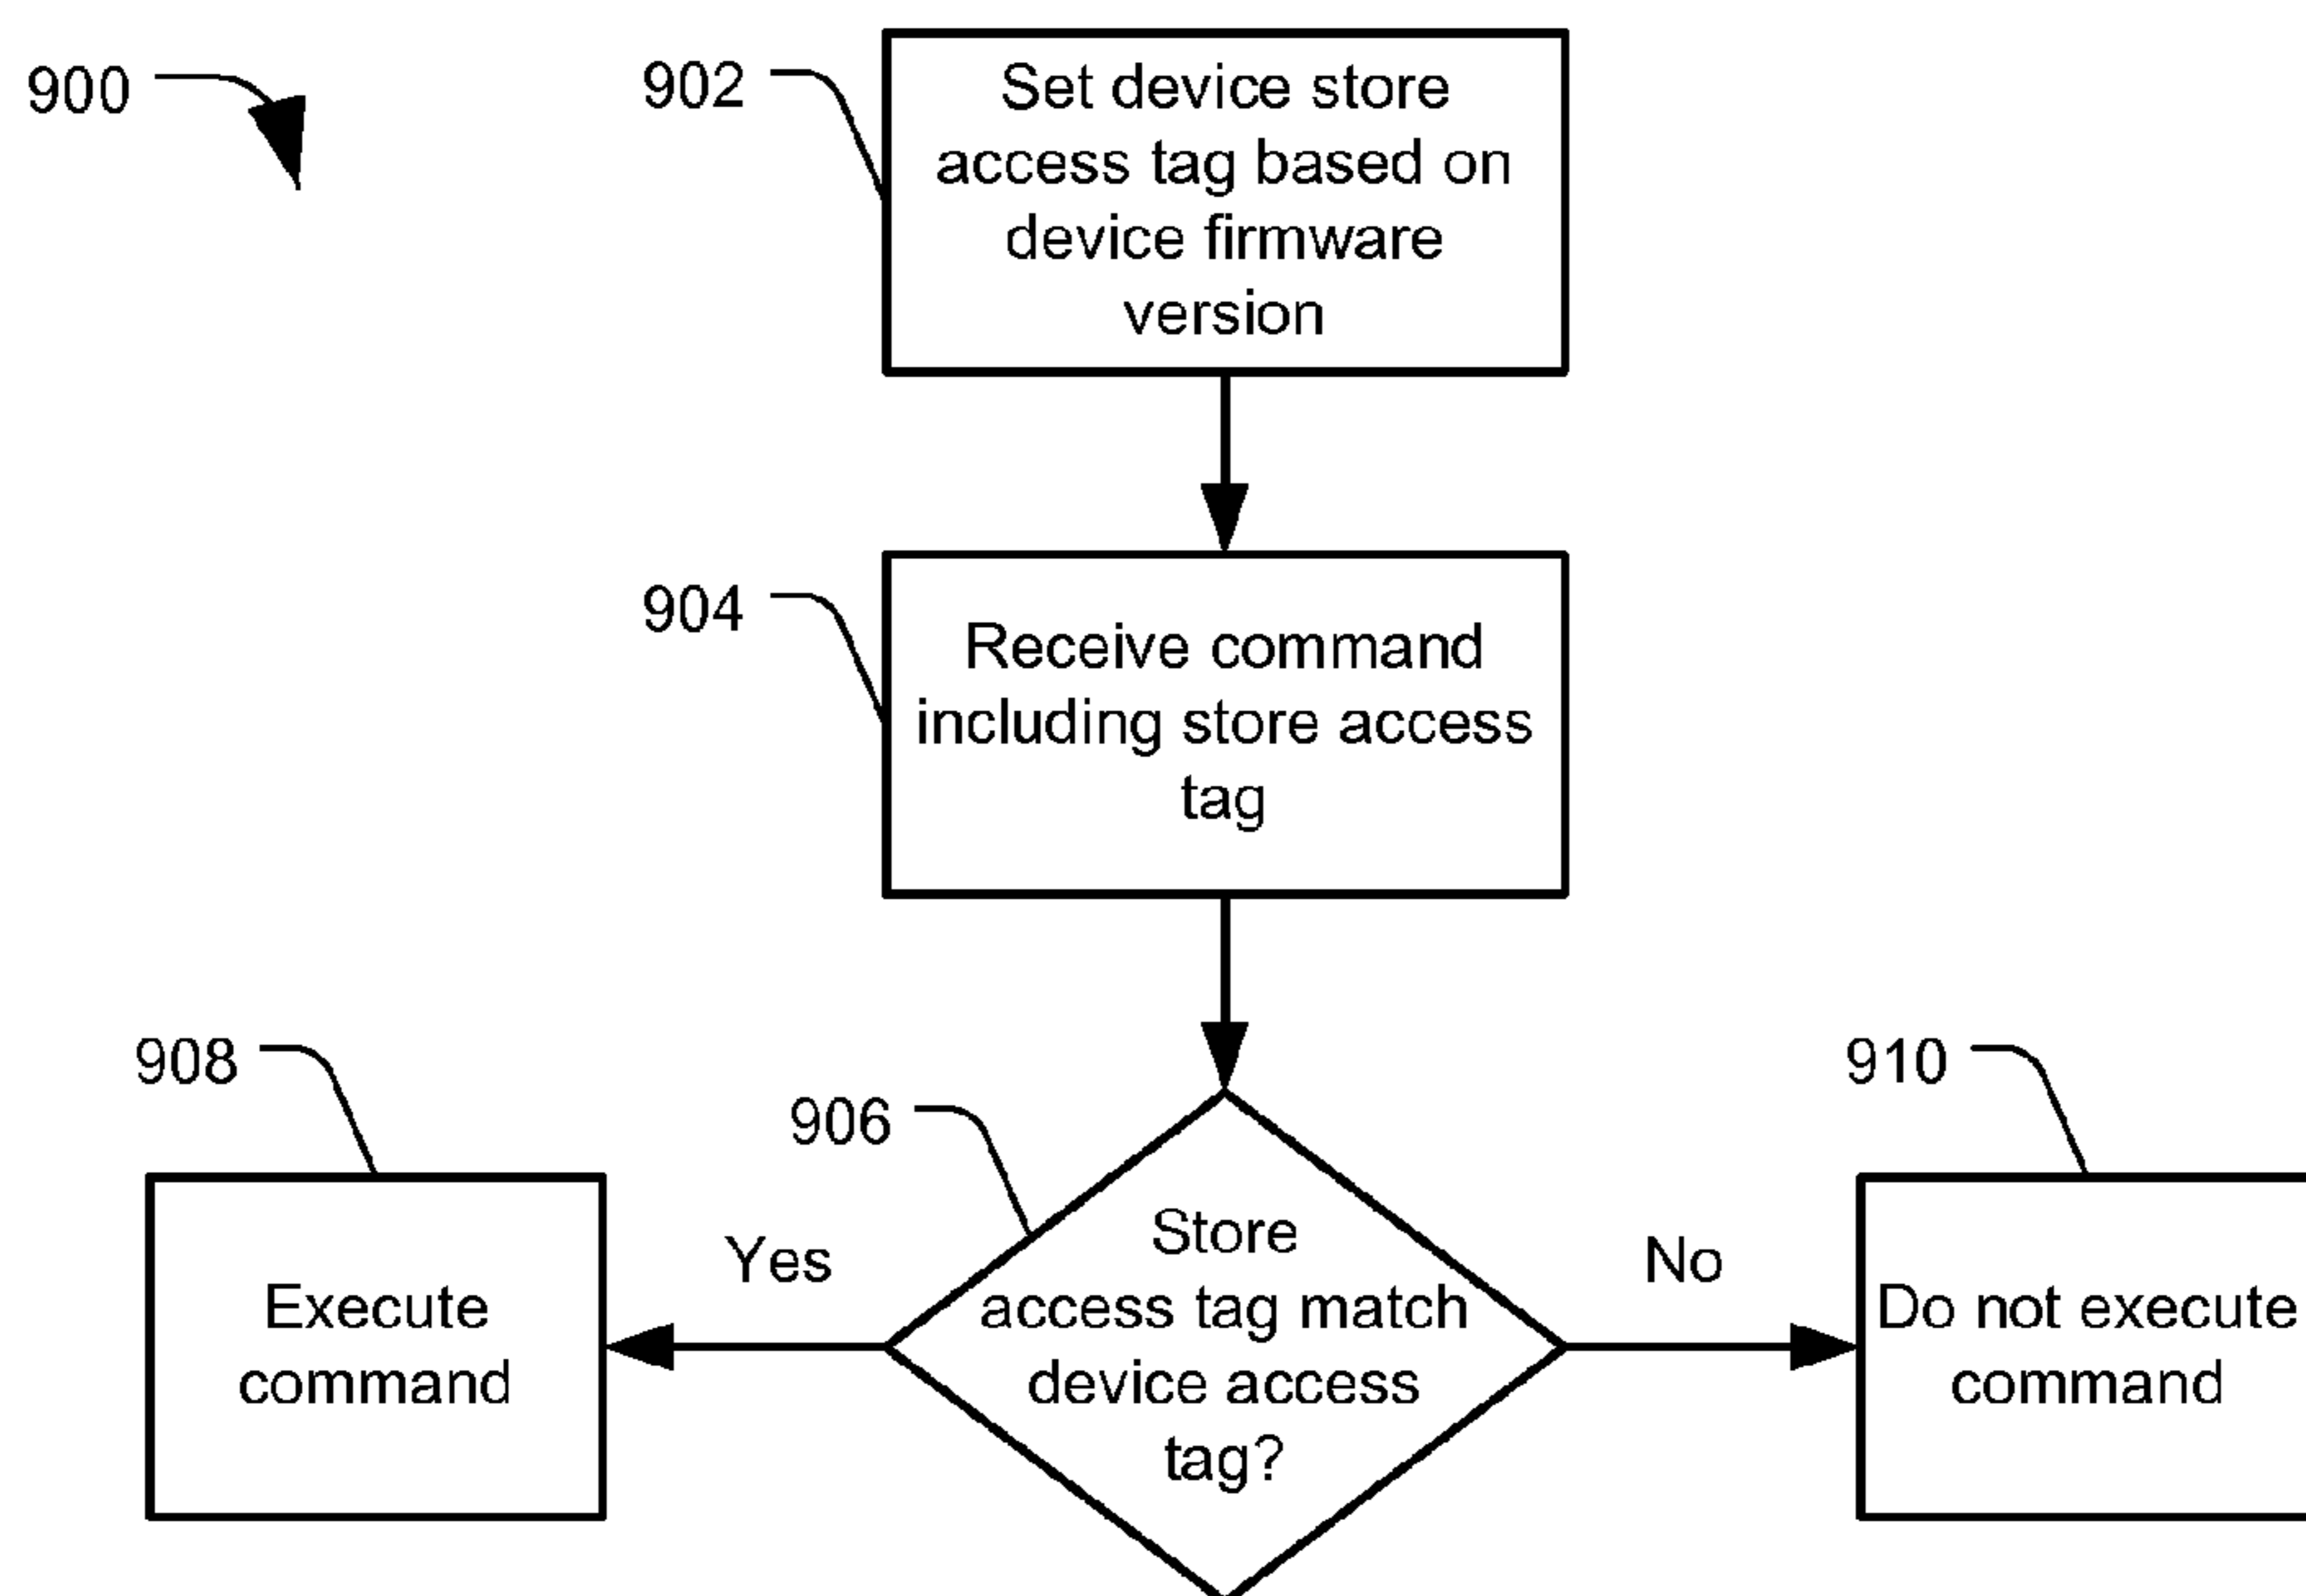 900
902
Set device store
access tag based on
device firmware
version
904
Receive command
including store access
tag
906
Store
access tag match
device access
tag?
Yes
908
Execute
command
No
910
Do not execute
command